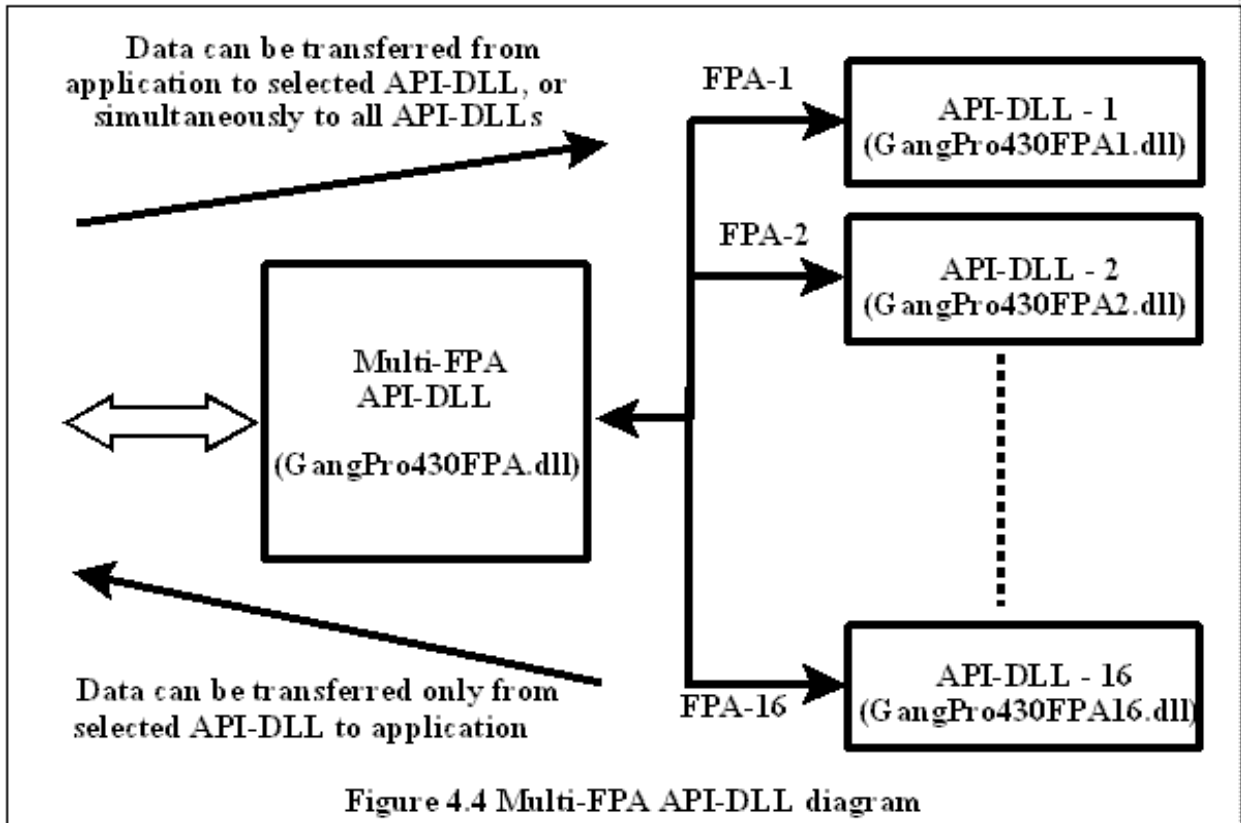 Data can be transferred from
application to selected API-DLL, or
simultaneously to all API-DLLs
FPA-1
API-DLL - 1
(GangPro430FPA1.dll)
FPA-2
API-DLL - 2
(GangPro430FPA2.dll)
Multi-FPA
API-DLL
(GangPro430FPA.dll)
Data can be transferred only from
selected API-DLL to application
FPA-16
API-DLL - 16
(GangPro430FPA16.dll)
Figure 4.4 Multi-FPA API-DLL diagram